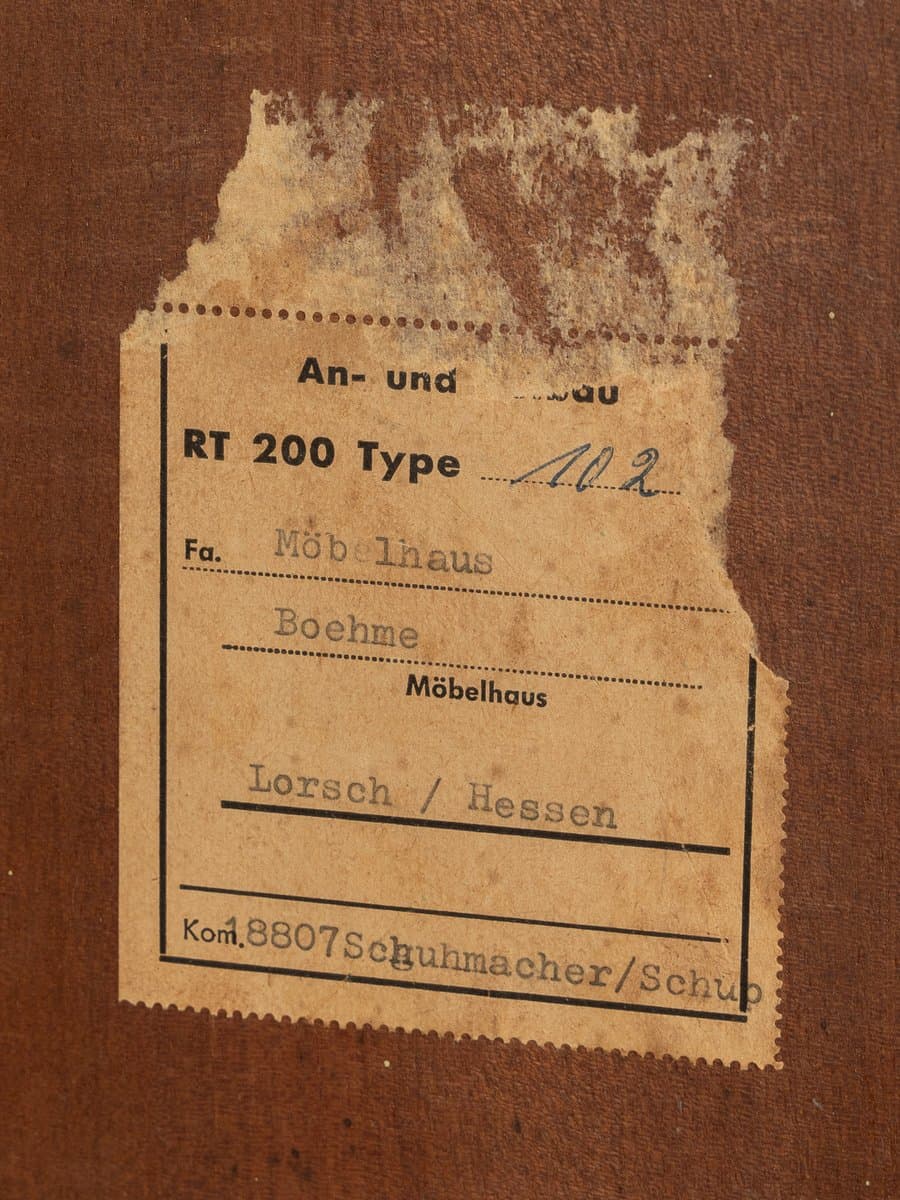 An- und
RT 200 Type 102
Fa. Möbelhaus
Boehme
Möbelhaus
Lorsch / Hessen
Kom. 18807Schuhmacher/Schup